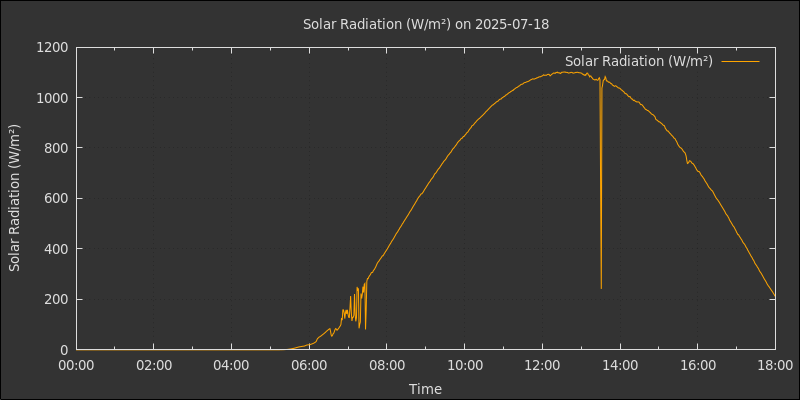 Solar Radiation (W/m²) on 2025-07-18
Solar Radiation (W/m²)
Solar Radiation (W/m²)
1200
1000
800
600
400
200
0
00:00 02:00 04:00 06:00 08:00 10:00 12:00 14:00 16:00 18:00
Time